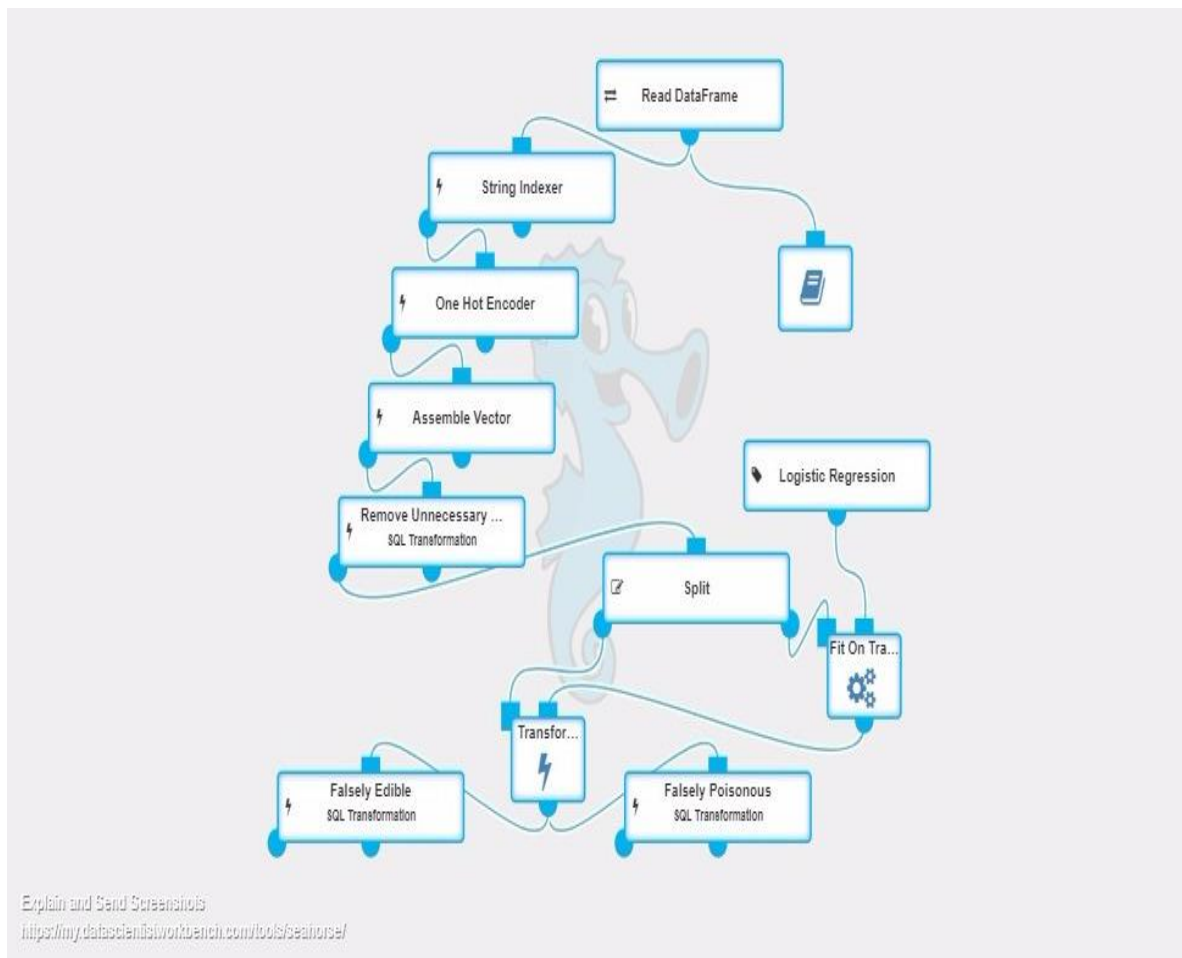 Read DataFrame
String Indexer
One Hot Encoder
Assemble Vector
Logistic Regression
Remove Unnecessary ...
SQL Transformation
Split
Fit On Tra...
Transfor...
Falsely Edible
SQL Transformation
Falsely Poisonous
SQL Transformation
Explain and Send Screenshots
https://my.datascientistworkbench.com/tools/seahorse/